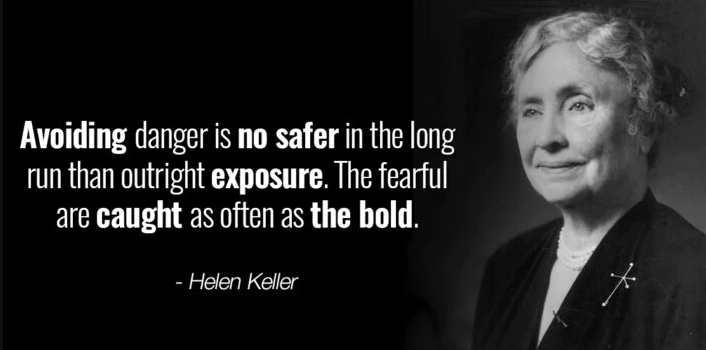 Avoiding danger is no safer in the long
run than outright exposure. The fearful
are caught as often as the bold.
- Helen Keller